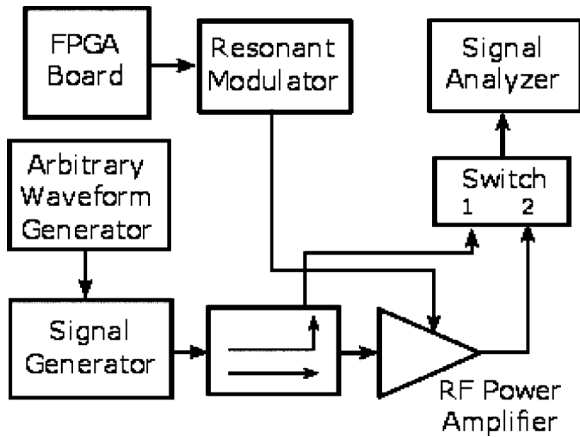 FPGA
Board
Resonant
Modulator
Signal
Analyzer
Arbitrary
Waveform
Generator
Switch
1 2
Signal
Generator
RF Power
Amplifier